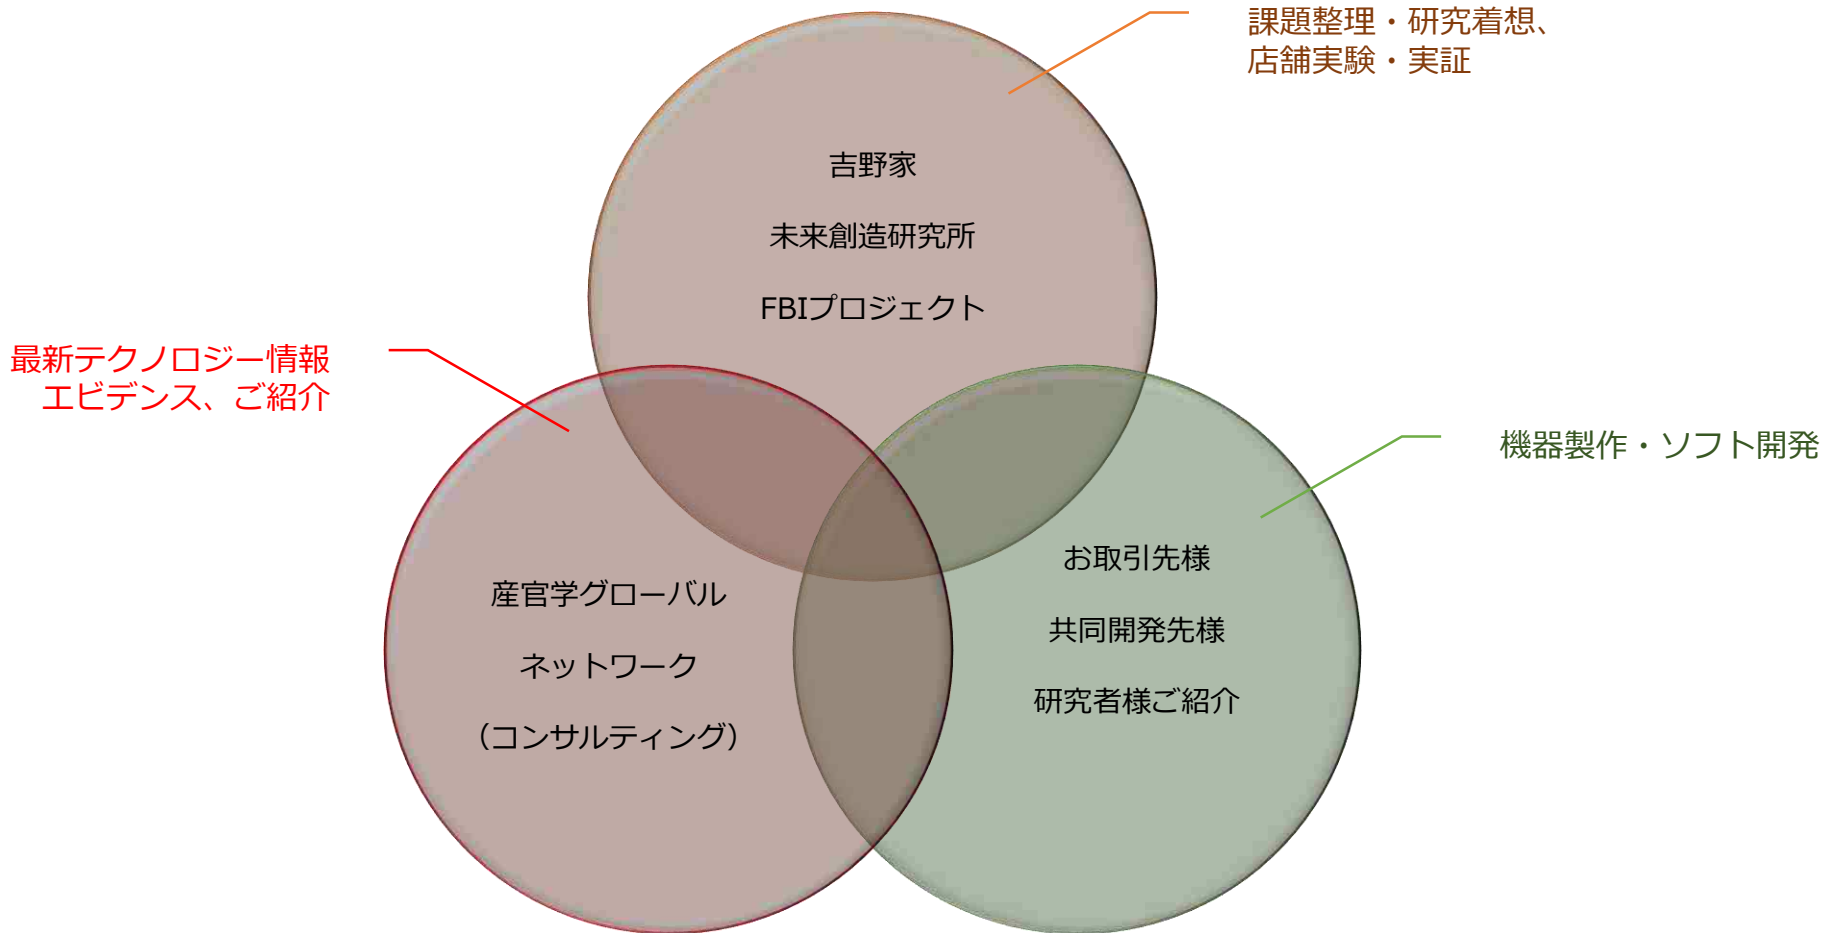 課題整理・研究着想、
店舗実験・実証
吉野家
未来創造研究所
FBIプロジェクト
最新テクノロジー情報
エビデンス、ご紹介
機器製作・ソフト開発
産官学グローバル
ネットワーク
（コンサルティング）
お取引先様
共同開発先様
研究者様ご紹介